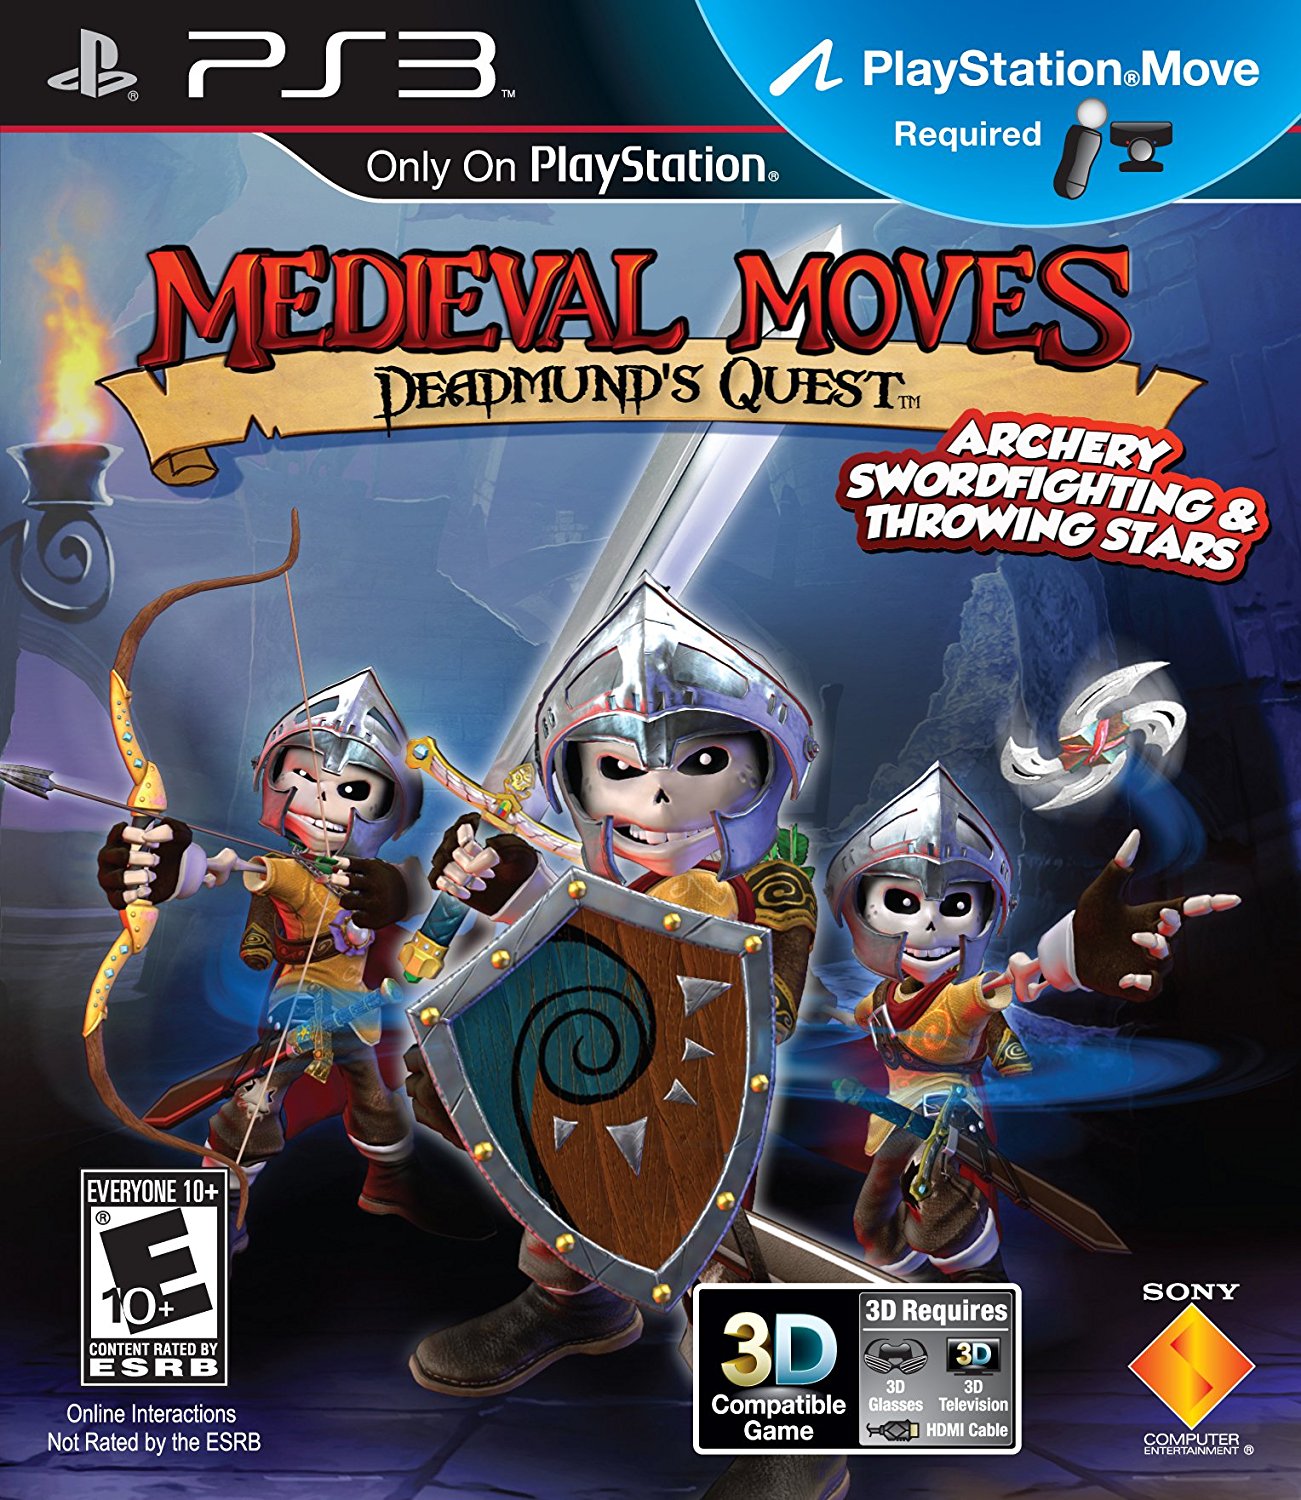 PS3™
PlayStation®Move
Required
Only On PlayStation®
MEDIEVAL MOVES
DEADMUND'S QUEST™
ARCHERY
SWORDFIGHTING &
THROWING STARS
EVERYONE 10+
®
E
10+
CONTENT RATED BY
ESRB
Online Interactions
Not Rated by the ESRB
3D
Compatible
Game
3D Requires
3D
Glasses
3D
3D
Television
HDMI Cable
SONY
COMPUTER
ENTERTAINMENT ®